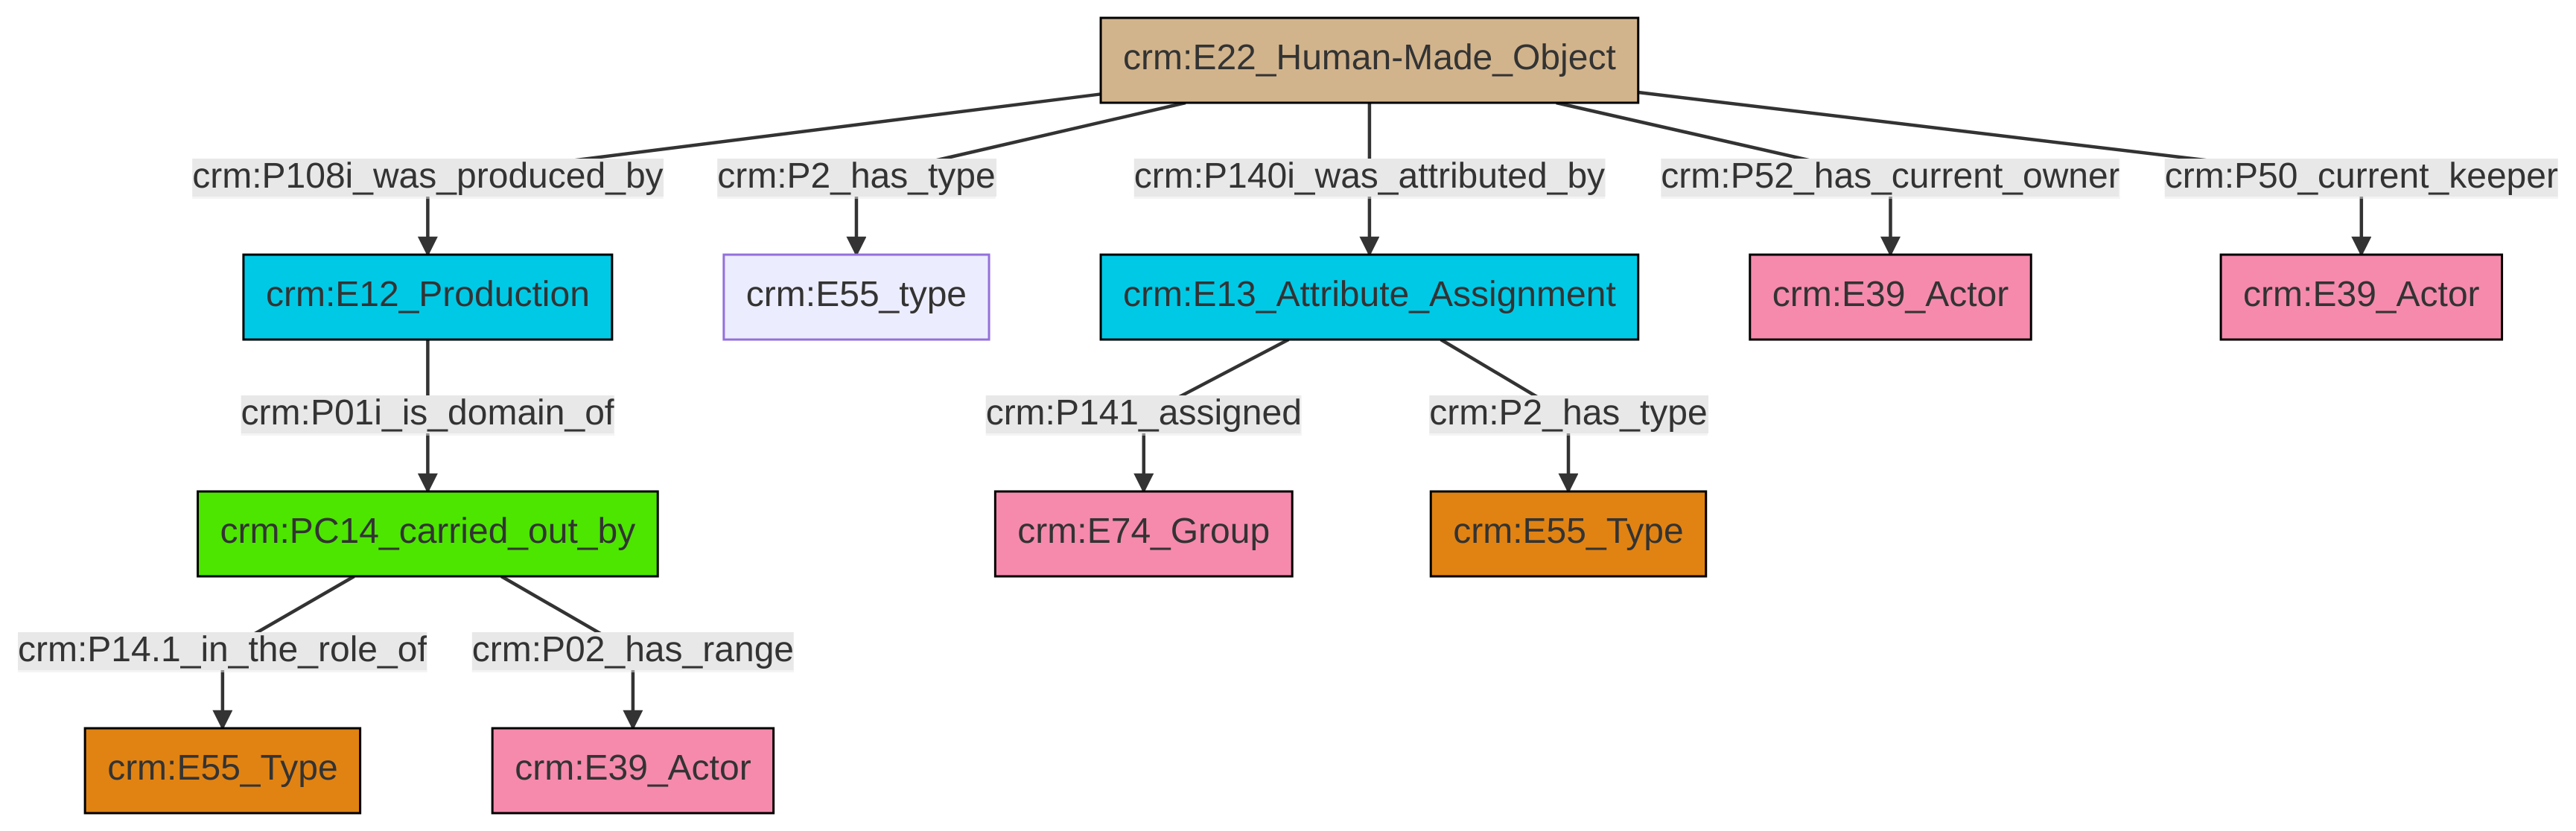 crm:E22_Human-Made_Object
crm:P108i_was_produced_by
crm:P2_has_type
crm:P140i_was_attributed_by
crm:P52_has_current_owner
crm:P50_current_keeper
crm:E12_Production
crm:E55_type
crm:E13_Attribute_Assignment
crm:E39_Actor
crm:E39_Actor
crm:P01i_is_domain_of
crm:P141_assigned
crm:P2_has_type
crm:PC14_carried_out_by
crm:E74_Group
crm:E55_Type
crm:P14.1_in_the_role_of
crm:P02_has_range
crm:E55_Type
crm:E39_Actor